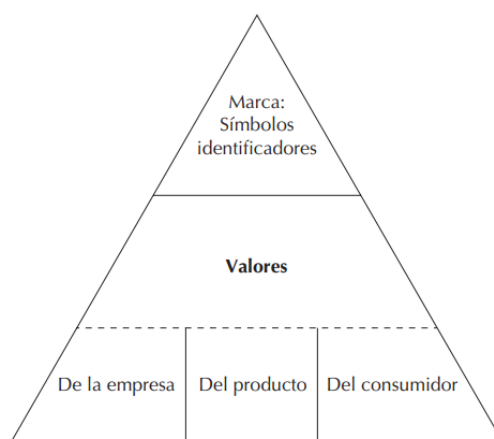 Marca:
Símbolos
identificadores
Valores
De la empresa
Del producto
Del consumidor